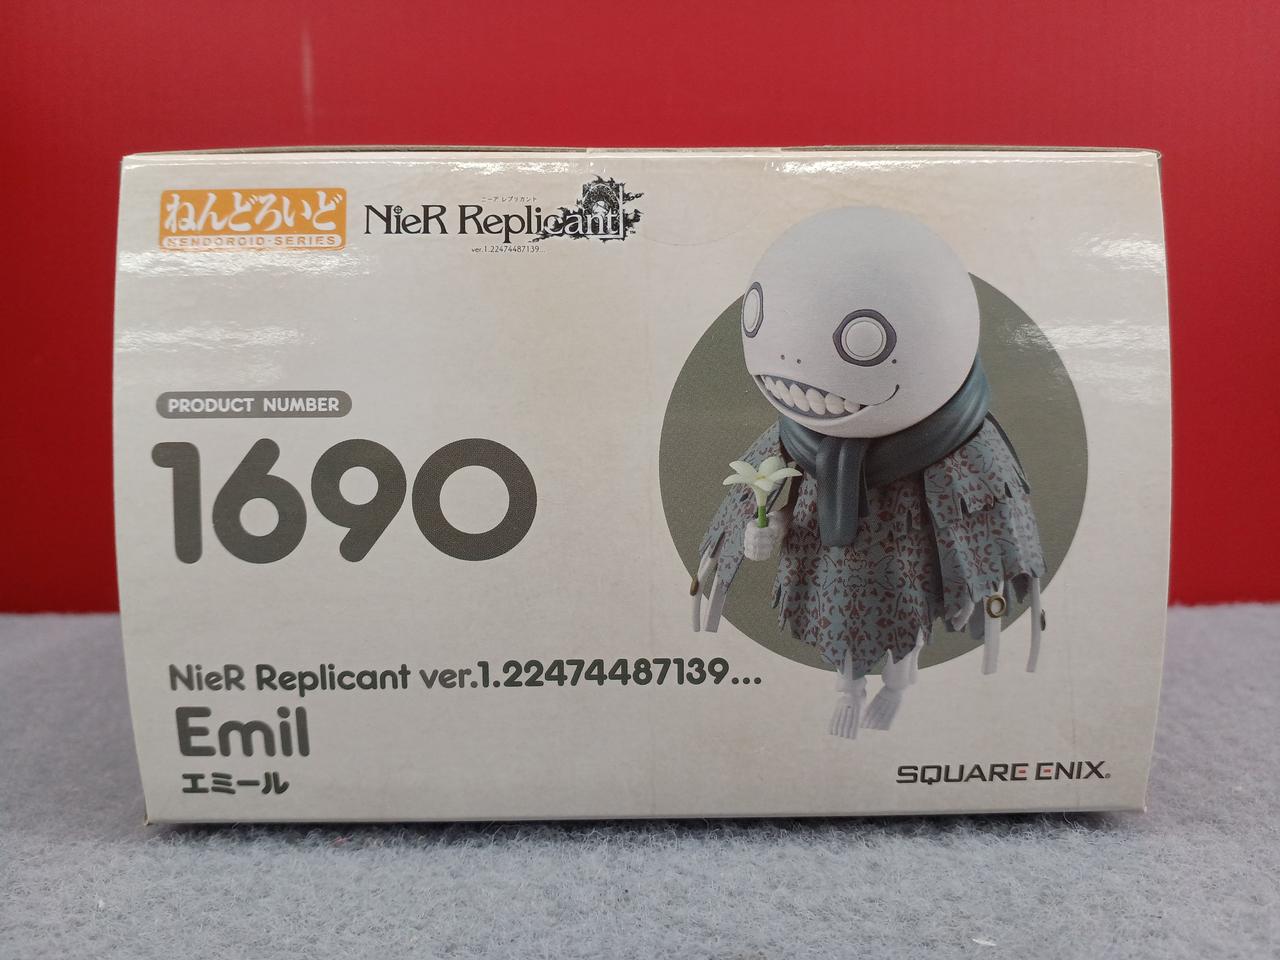 ねんどろいど
NENDOROID-SERIES
ニーア レプリカント
NieR Replicant™
ver.1.22474487139...
PRODUCT NUMBER
1690
NieR Replicant ver.1.22474487139...
Emil
エミール
SQUARE ENIX®